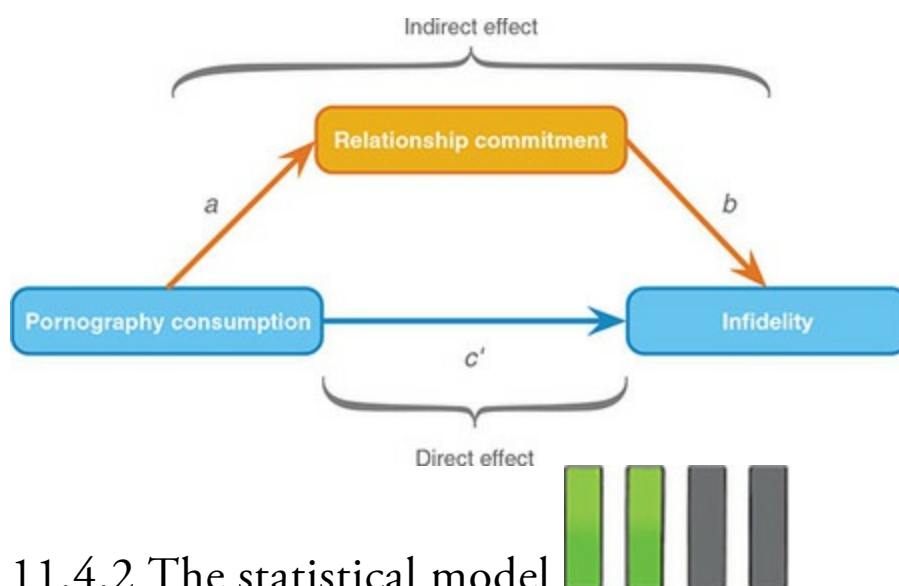 Indirect effect
Relationship commitment
a
b
Pornography consumption
Infidelity
c'
Direct effect
11.4.2 The statistical model